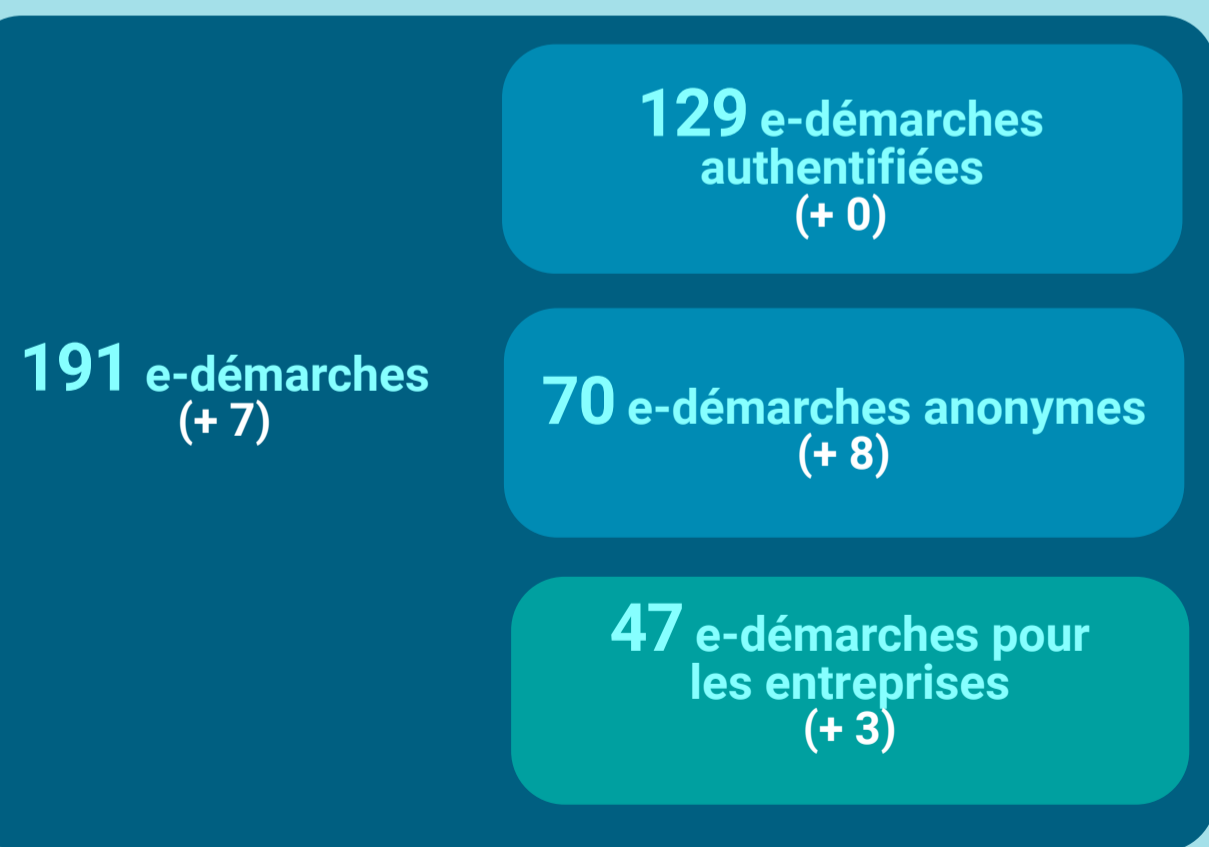 191 e-démarches
(+ 7)
129 e-démarches
authentifiées
(+ 0)
70 e-démarches anonymes
(+ 8)
47 e-démarches pour
les entreprises
(+ 3)